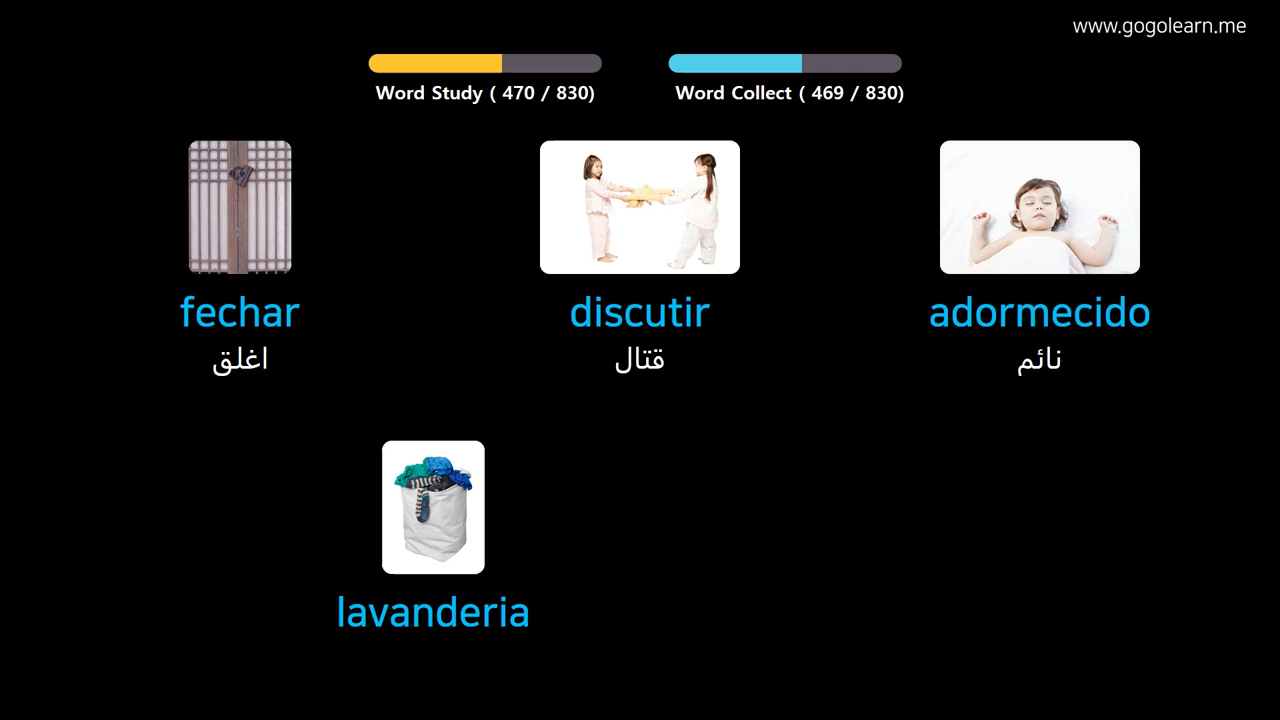 www.gogolearn.me
Word Study ( 470 / 830)
Word Collect ( 469 / 830)
fechar
discutir
adormecido
اغلق
قتال
نائم
lavanderia